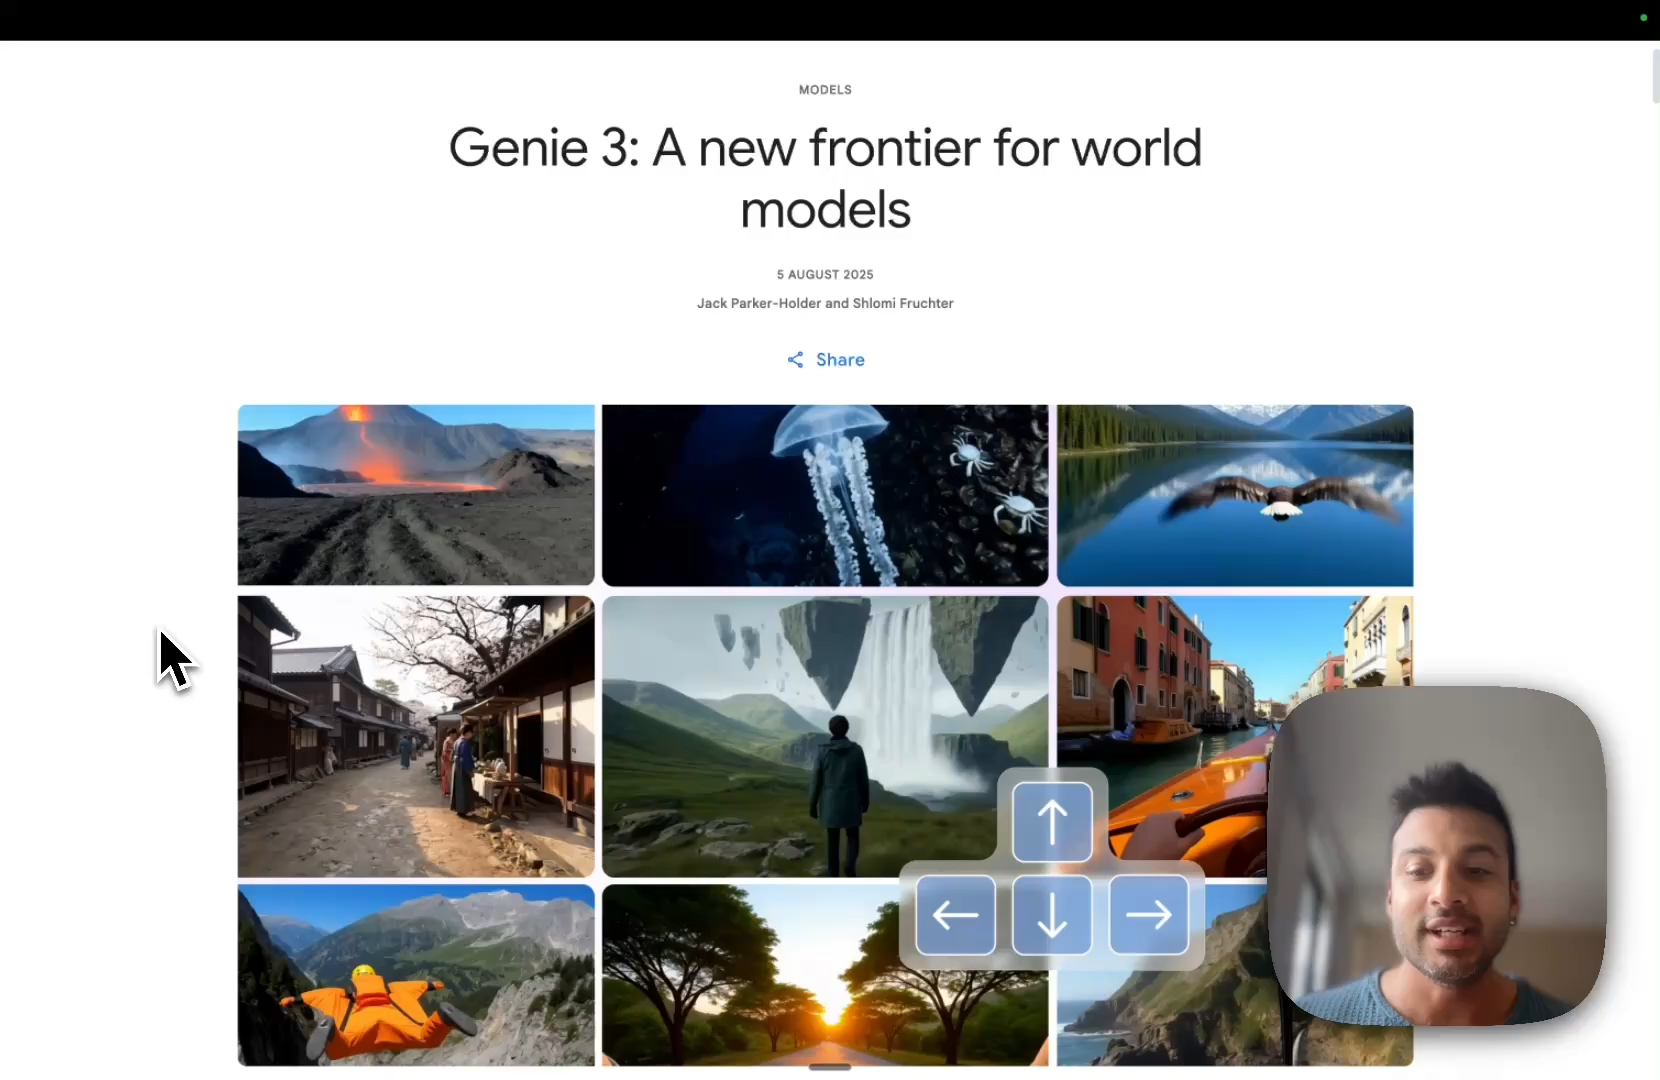 MODELS
Genie 3: A new frontier for world
models
5 AUGUST 2025
Jack Parker-Holder and Shlomi Fruchter
Share